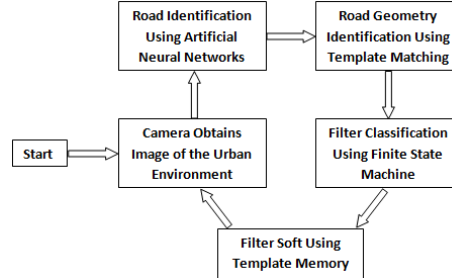 Start
Camera Obtains
Image of the Urban
Environment
Road Identification
Using Artificial
Neural Networks
Road Geometry
Identification Using
Template Matching
Filter Classification
Using Finite State
Machine
Filter Soft Using
Template Memory